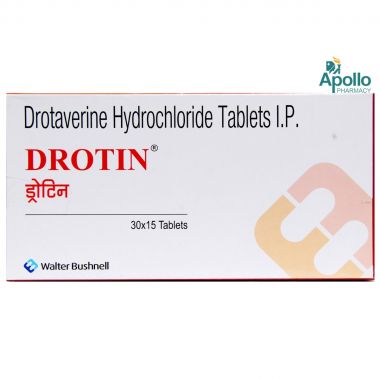 Apollo
PHARMACY
Drotaverine Hydrochloride Tablets I.P.
DROTIN®
ड्रोटिन
30x15 Tablets
Walter Bushnell